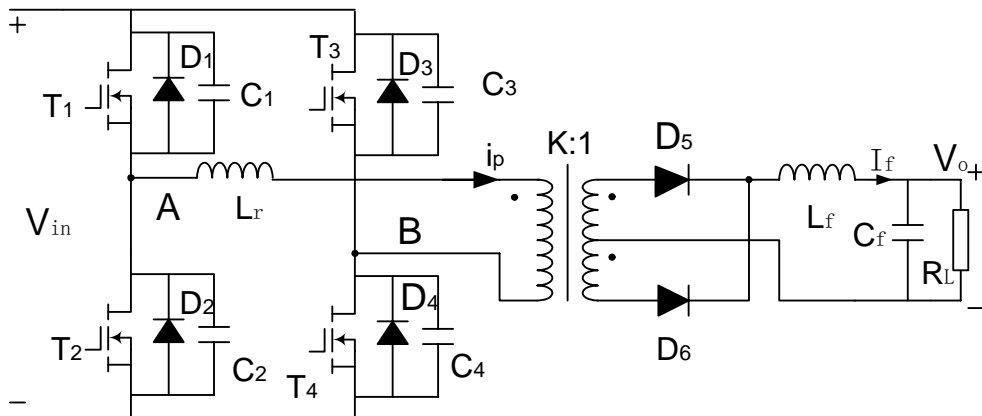 +
T1
D1
C1
T3
D3
C3
Vin
A
Lr
B
ip
K:1
D5
D6
Lf
If
Vo
+
Cf
RL
−
T2
D2
C2
T4
D4
C4
−